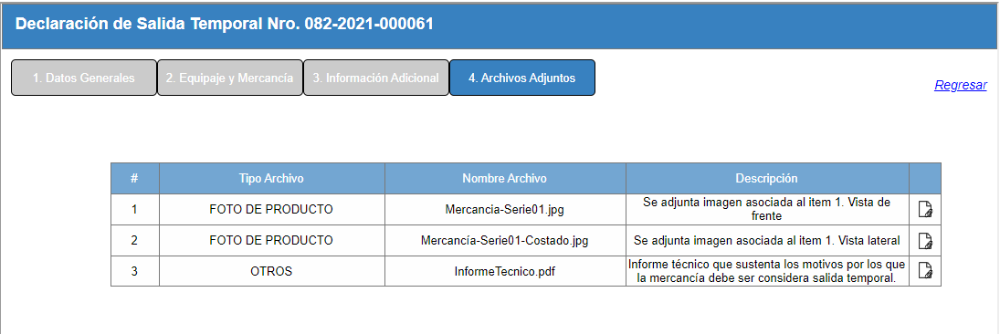 Declaración de Salida Temporal Nro. 082-2021-000061
1. Datos Generales
2. Equipaje y Mercancía
3. Información Adicional
4. Archivos Adjuntos
Regresar
# Tipo Archivo Nombre Archivo Descripción
1 FOTO DE PRODUCTO Mercancia-Serie01.jpg Se adjunta imagen asociada al item 1. Vista de
frente
2 FOTO DE PRODUCTO Mercancía-Serie01-Costado.jpg Se adjunta imagen asociada al item 1. Vista lateral
3 OTROS InformeTecnico.pdf Informe técnico que sustenta los motivos por los que
la mercancía debe ser considera salida temporal.